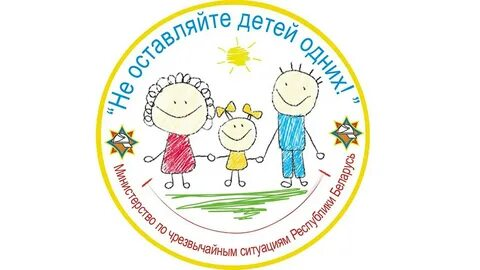 “Не оставляйте детей одних!”
Министерство по чрезвычайным ситуациям Республики Беларусь